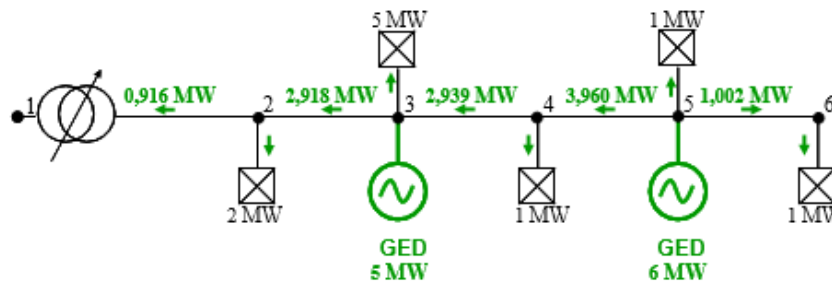 5 MW
1 MW
1
0,916 MW
2
2,918 MW
3
2,939 MW
4
3,960 MW
5
1,002 MW
6
2 MW
1 MW
1 MW
GED
5 MW
GED
6 MW